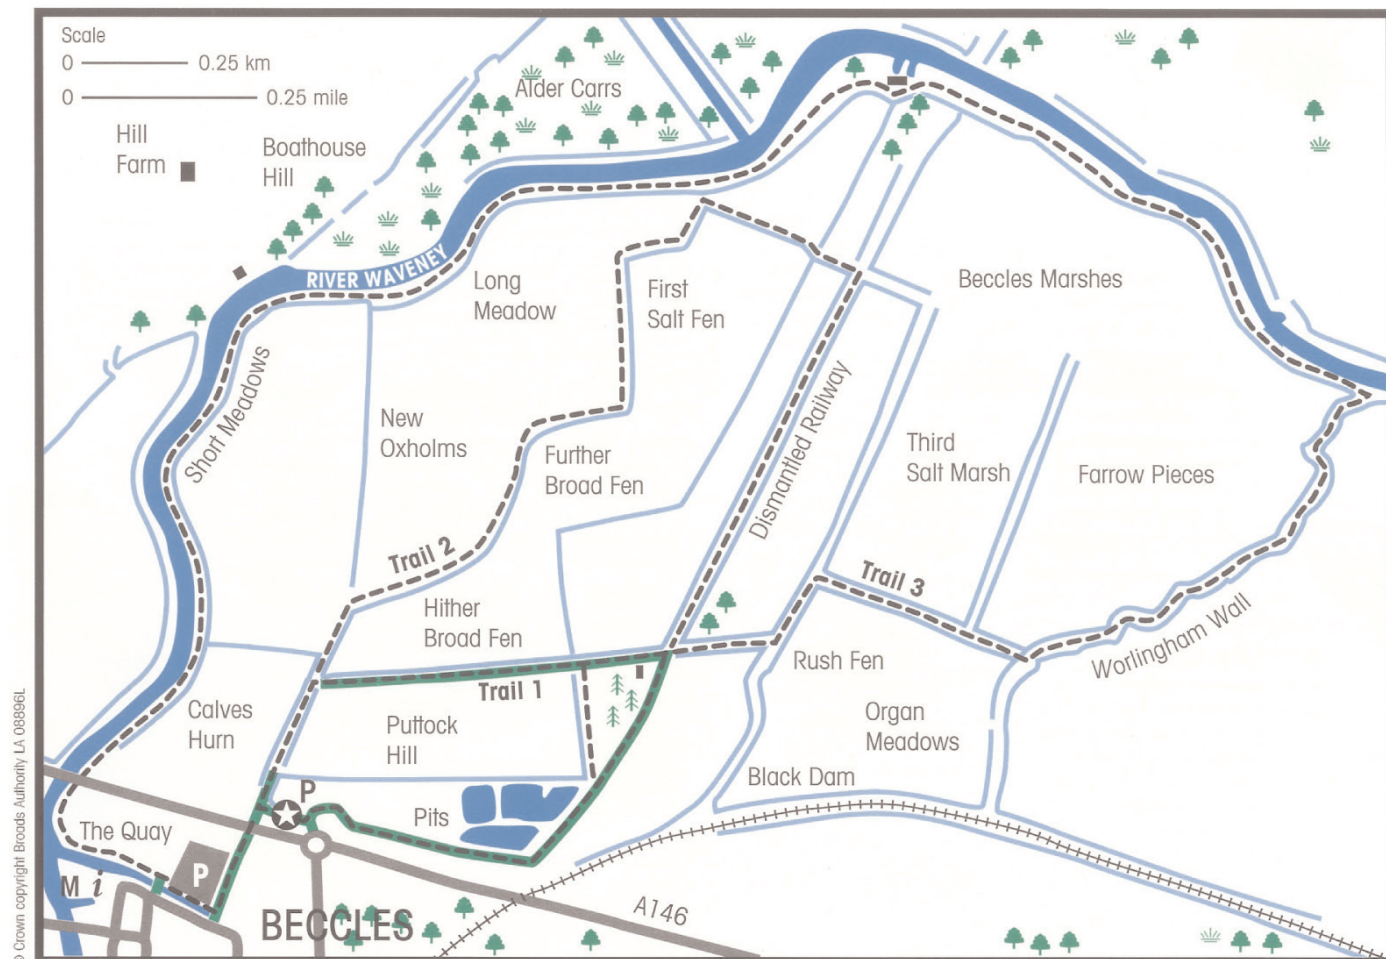 Scale
0 0.25 km
0 0.25 mile
Hill
Farm
Boathouse
Hill
Alder Carrs
RIVER WAVENEY
Long
Meadow
First
Salt Fen
Beccles Marshes
Short Meadows
New
Oxholms
Further
Broad Fen
Dismantled Railway
Third
Salt Marsh
Farrow Pieces
Trail 2
Hither
Broad Fen
Trail 3
Rush Fen
Worlingham Wall
Trail 1
Calves
Hurn
Puttock
Hill
Organ
Meadows
Black Dam
P
Pits
The Quay
P
M i
BECCLES
A146
© Crown copyright Broads Authority LA 08896L